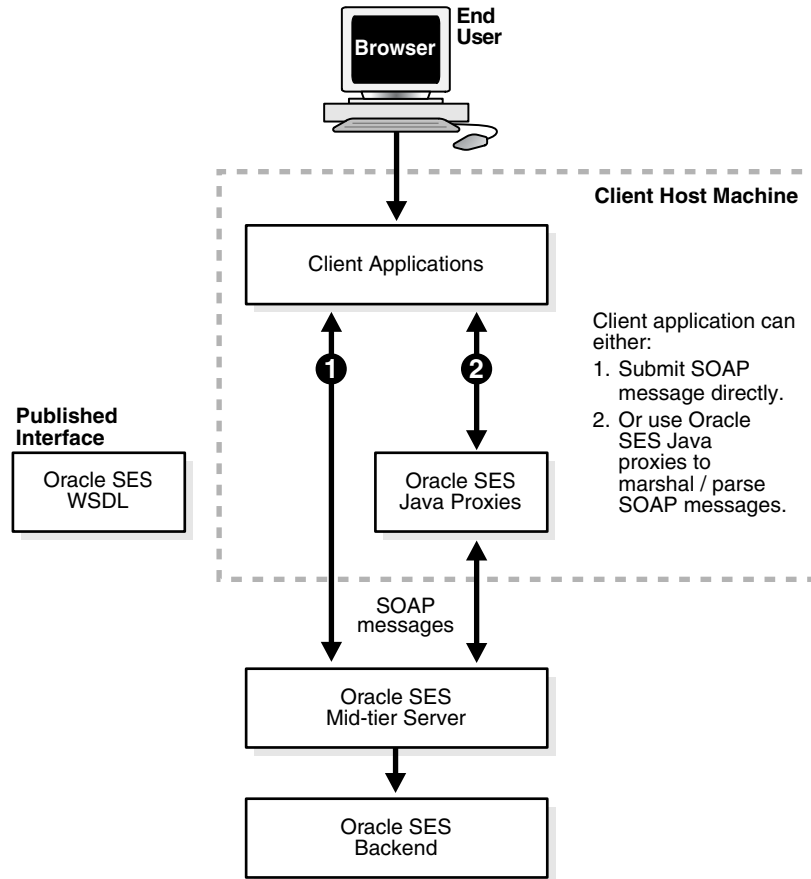 End
User
Browser
Client Host Machine
Client Applications
Client application can
either:
1. Submit SOAP
message directly.
2. Or use Oracle
SES Java
proxies to
marshal / parse
SOAP messages.
1
2
Published
Interface
Oracle SES
WSDL
Oracle SES
Java Proxies
SOAP
messages
Oracle SES
Mid-tier Server
Oracle SES
Backend